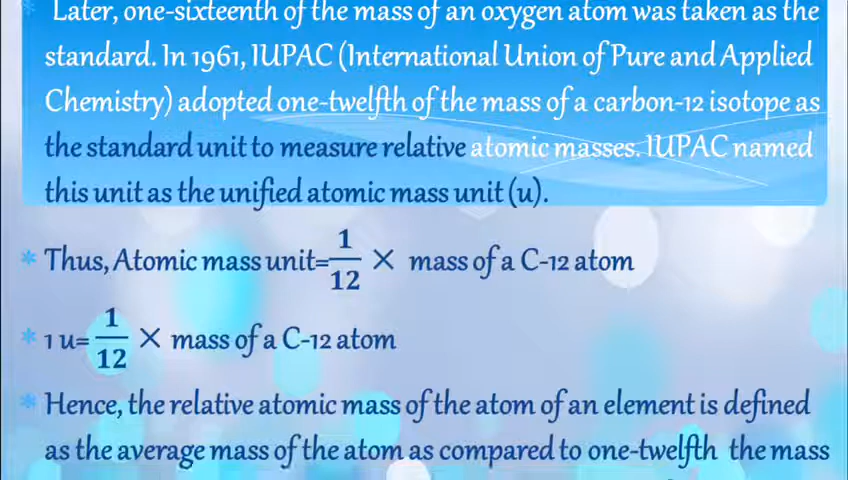 Later, one-sixteenth of the mass of an oxygen atom was taken as the
standard. In 1961, IUPAC (International Union of Pure and Applied
Chemistry) adopted one-twelfth of the mass of a carbon-12 isotope as
the standard unit to measure relative atomic masses. IUPAC named
this unit as the unified atomic mass unit (u).
* Thus, Atomic mass unit= 1/12 × mass of a C-12 atom
* 1 u= 1/12 × mass of a C-12 atom
* Hence, the relative atomic mass of the atom of an element is defined
as the average mass of the atom as compared to one-twelfth the mass